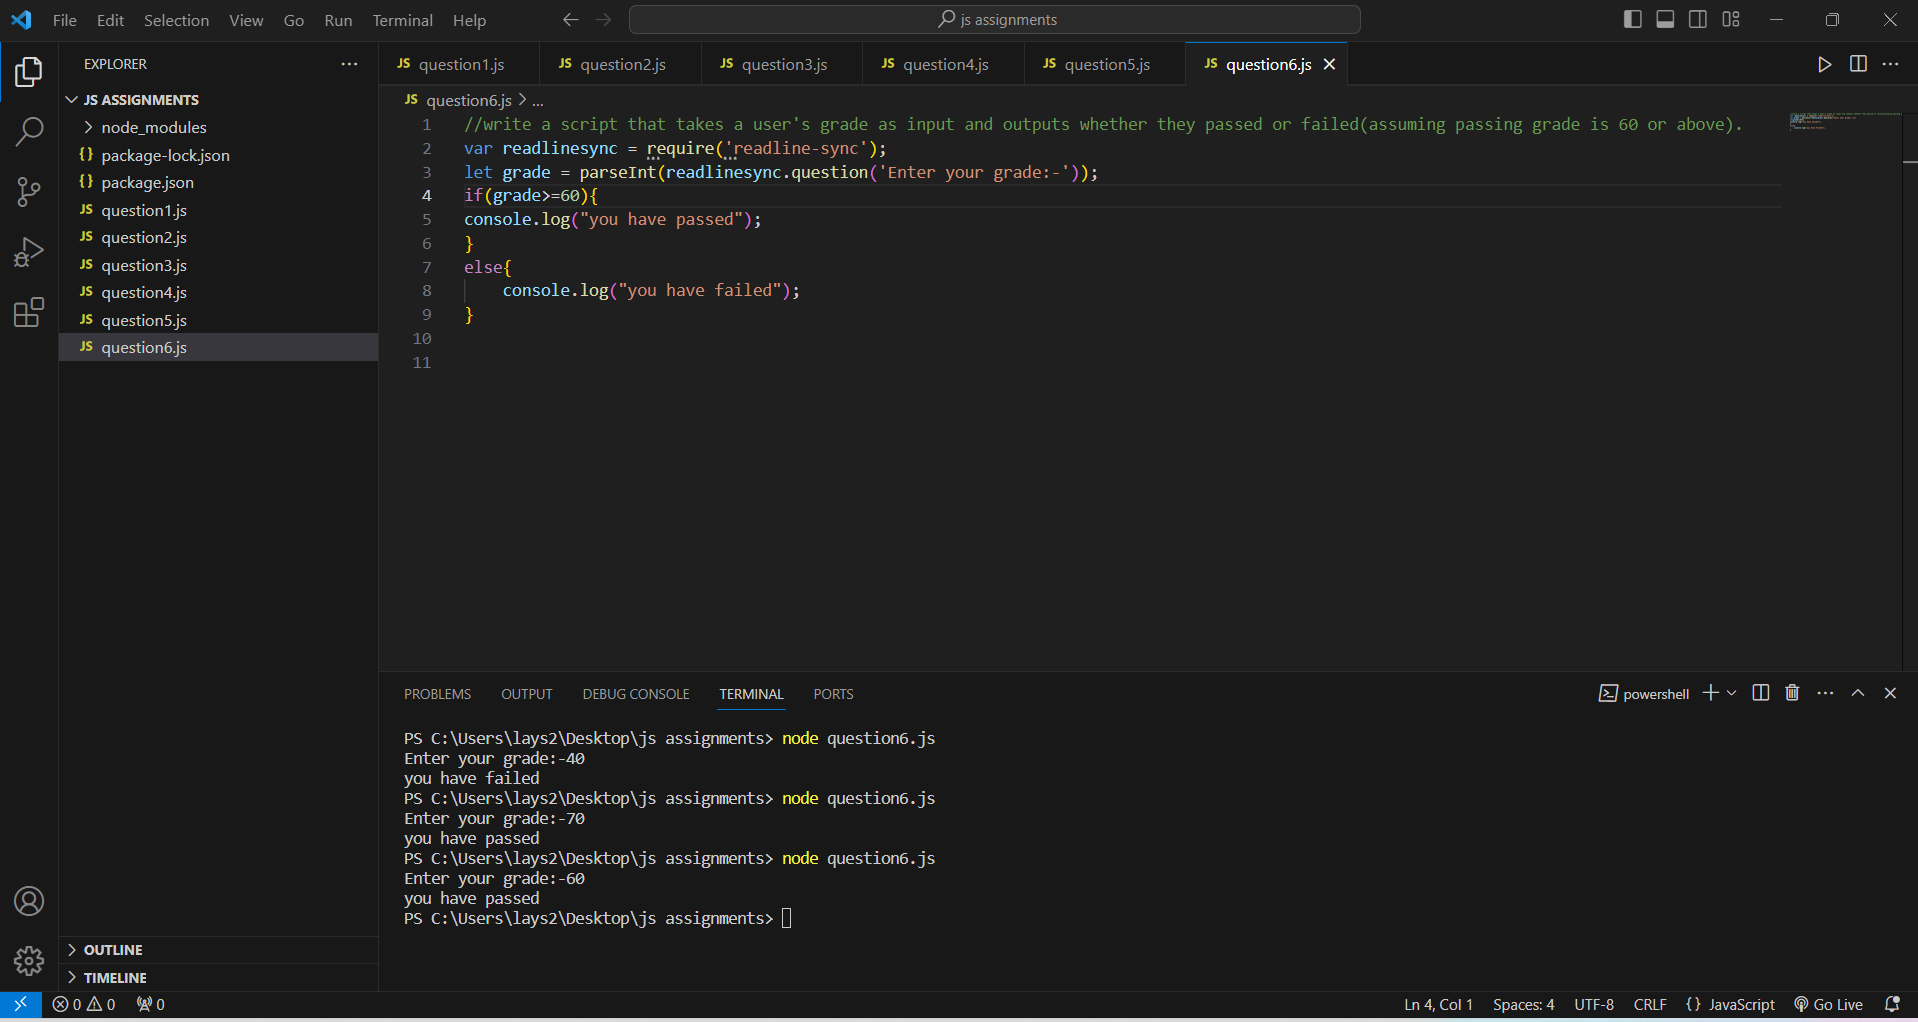 File Edit Selection View Go Run Terminal Help
js assignments
EXPLORER
JS ASSIGNMENTS
node_modules
{} package-lock.json
{} package.json
JS question1.js
JS question2.js
JS question3.js
JS question4.js
JS question5.js
JS question6.js
OUTLINE
TIMELINE
JS question1.js JS question2.js JS question3.js JS question4.js JS question5.js JS question6.js
JS question6.js > ...
1 //write a script that takes a user's grade as input and outputs whether they passed or failed(assuming passing grade is 60 or above).
2 var readlinesync = require('readline-sync');
3 let grade = parseInt(readlinesync.question('Enter your grade:-'));
4 if(grade>=60){
5 console.log("you have passed");
6 }
7 else{
8     console.log("you have failed");
9 }
10
11
PROBLEMS OUTPUT DEBUG CONSOLE TERMINAL PORTS
powershell
PS C:\Users\lays2\Desktop\js assignments> node question6.js
Enter your grade:-40
you have failed
PS C:\Users\lays2\Desktop\js assignments> node question6.js
Enter your grade:-70
you have passed
PS C:\Users\lays2\Desktop\js assignments> node question6.js
Enter your grade:-60
you have passed
PS C:\Users\lays2\Desktop\js assignments>
0 0 0 Ln 4, Col 1 Spaces: 4 UTF-8 CRLF {} JavaScript Go Live